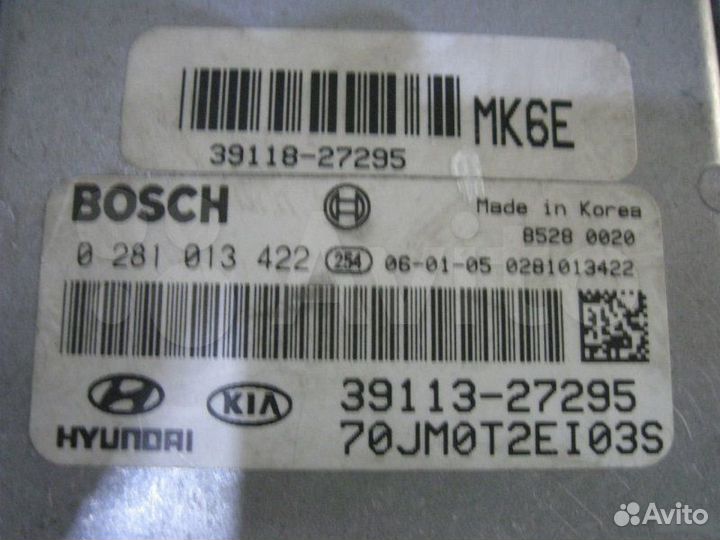 MK6E
39118-27295
BOSCH
Made in Korea
8528 0020
0 281 013 422 254 06-01-05 0281013422
HYUNDAI
KIA
39113-27295
70JM0T2EI03S
Avito